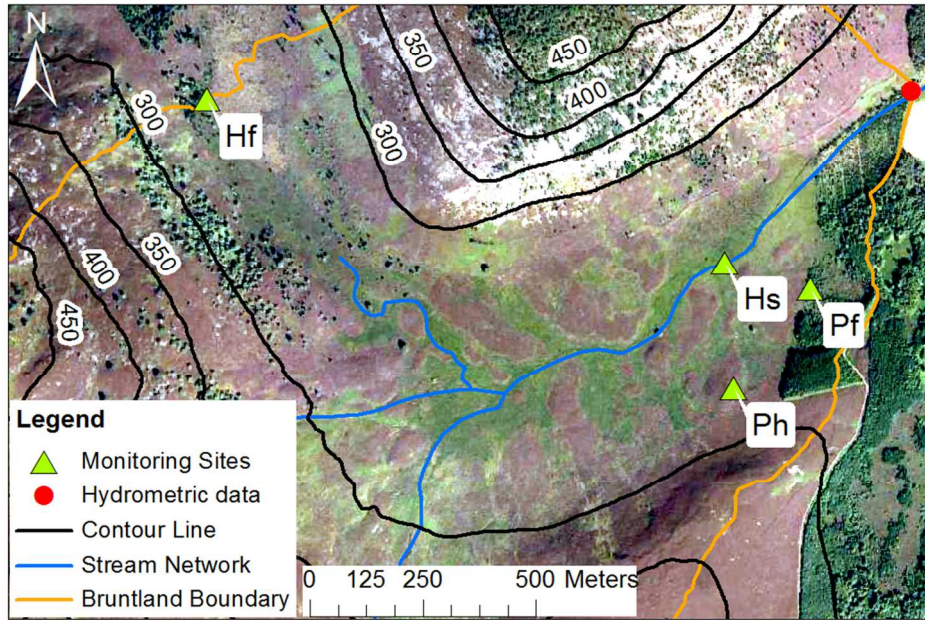 N
450
350
400
300
300
Hf
350
400
450
Hs
Pf
Ph
Legend
Monitoring Sites
Hydrometric data
Contour Line
Stream Network
Bruntland Boundary
0 125 250 500 Meters